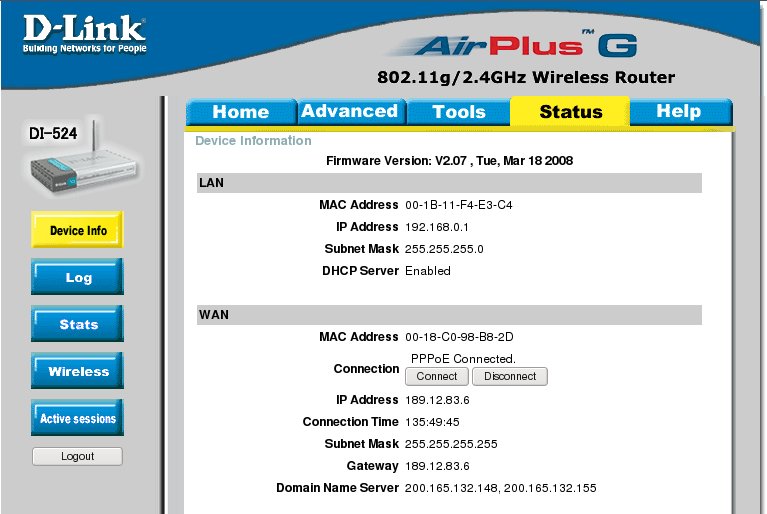 D-Link
Building Networks for People
AirPlus™ G
802.11g/2.4GHz Wireless Router
Home Advanced Tools Status Help
DI-524
Device Info
Log
Stats
Wireless
Active sessions
Logout
Device Information
Firmware Version: V2.07 , Tue, Mar 18 2008
LAN
MAC Address 00-1B-11-F4-E3-C4
IP Address 192.168.0.1
Subnet Mask 255.255.255.0
DHCP Server Enabled
WAN
MAC Address 00-18-C0-98-B8-2D
Connection PPPoE Connected.
Connect Disconnect
IP Address 189.12.83.6
Connection Time 135:49:45
Subnet Mask 255.255.255.255
Gateway 189.12.83.6
Domain Name Server 200.165.132.148, 200.165.132.155